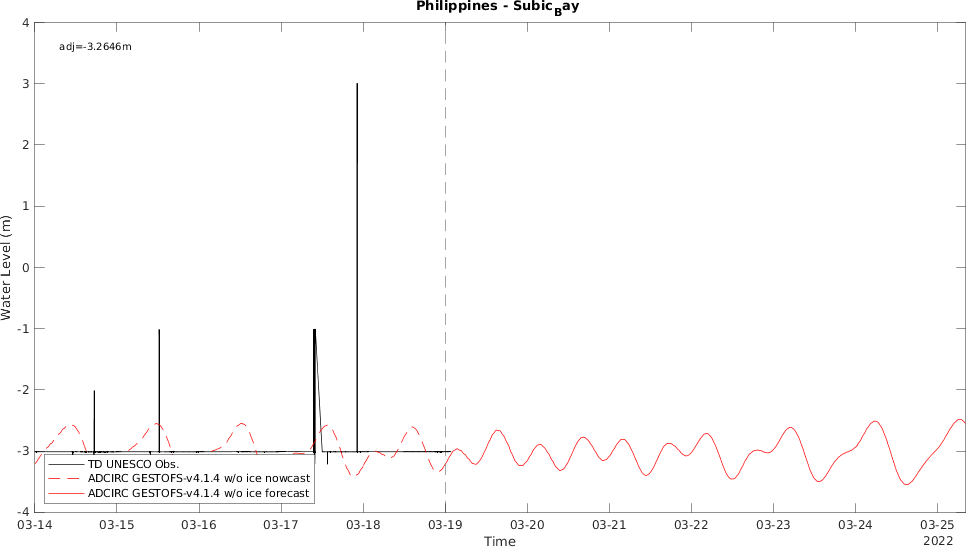 Philippines - Subic_Bay
adj=-3.2646m
4
3
2
1
0
-1
-2
-3
-4
Water Level (m)
TD UNESCO Obs.
ADCIRC GESTOFS-v4.1.4 w/o ice nowcast
ADCIRC GESTOFS-v4.1.4 w/o ice forecast
03-14 03-15 03-16 03-17 03-18 03-19 03-20 03-21 03-22 03-23 03-24 03-25
Time
2022